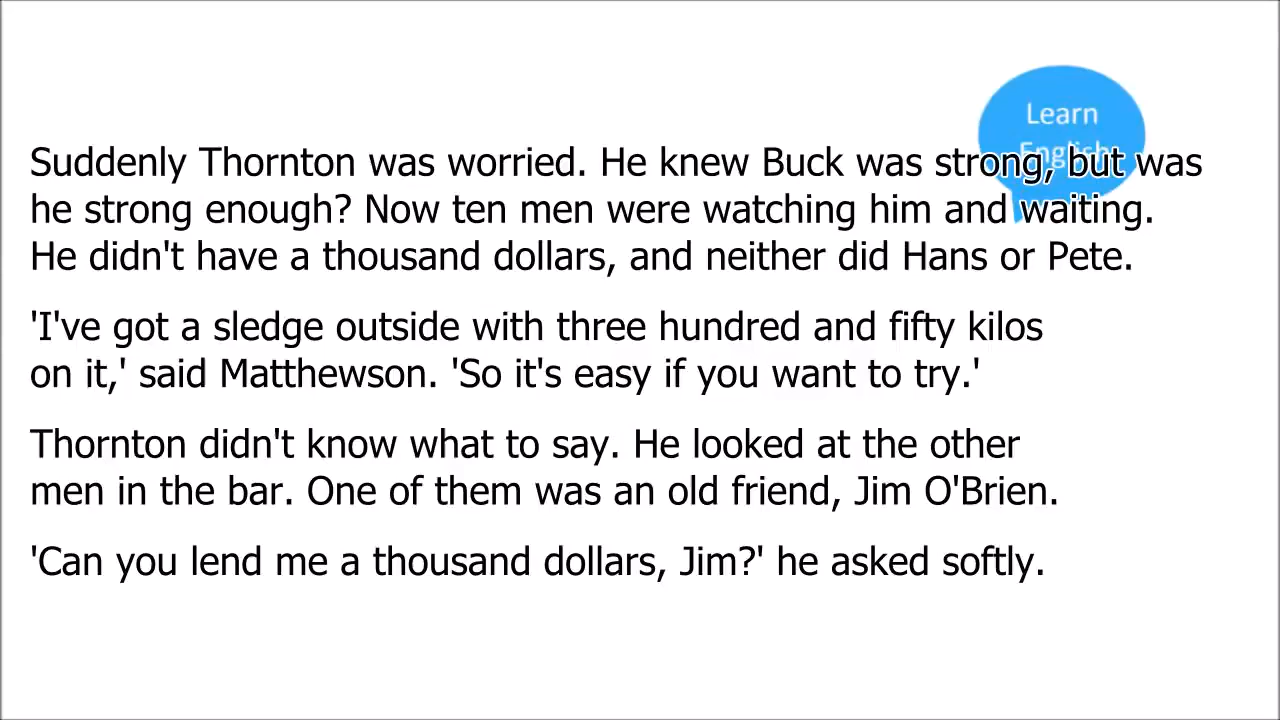 Learn
English
Suddenly Thornton was worried. He knew Buck was strong, but was
he strong enough? Now ten men were watching him and waiting.
He didn't have a thousand dollars, and neither did Hans or Pete.
'I've got a sledge outside with three hundred and fifty kilos
on it,' said Matthewson. 'So it's easy if you want to try.'
Thornton didn't know what to say. He looked at the other
men in the bar. One of them was an old friend, Jim O'Brien.
'Can you lend me a thousand dollars, Jim?' he asked softly.